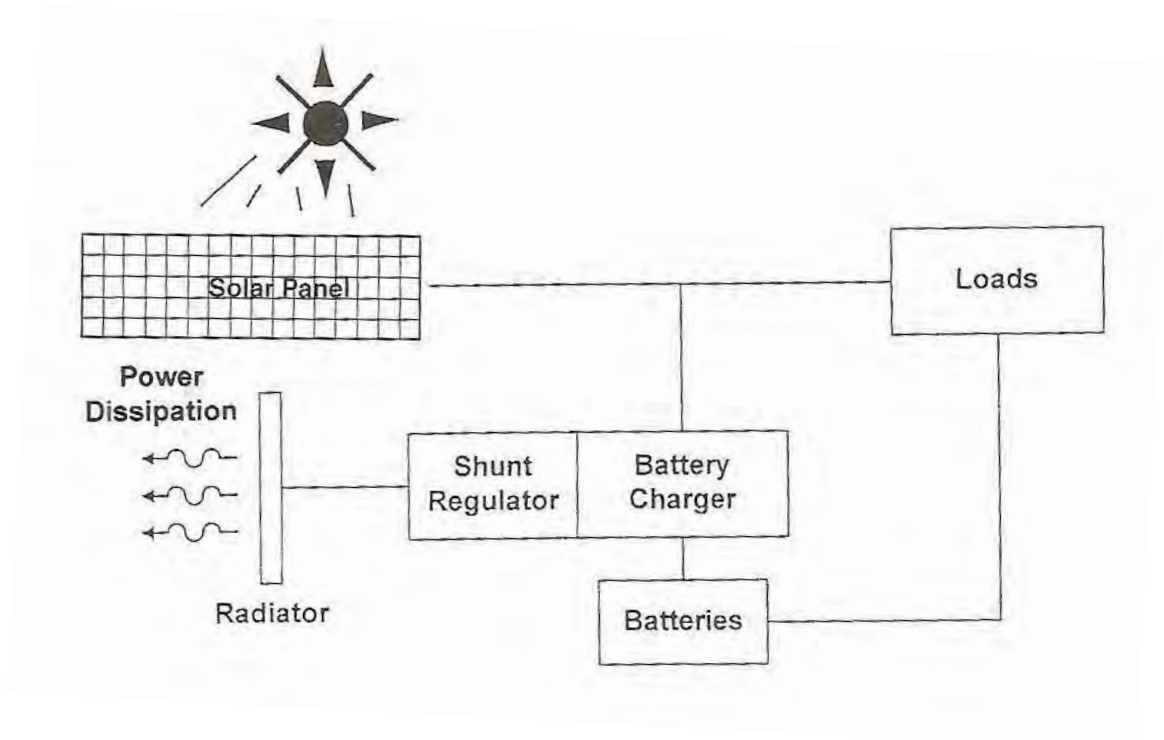 Solar Panel
Loads
Power
Dissipation
Shunt
Regulator
Battery
Charger
Radiator
Batteries